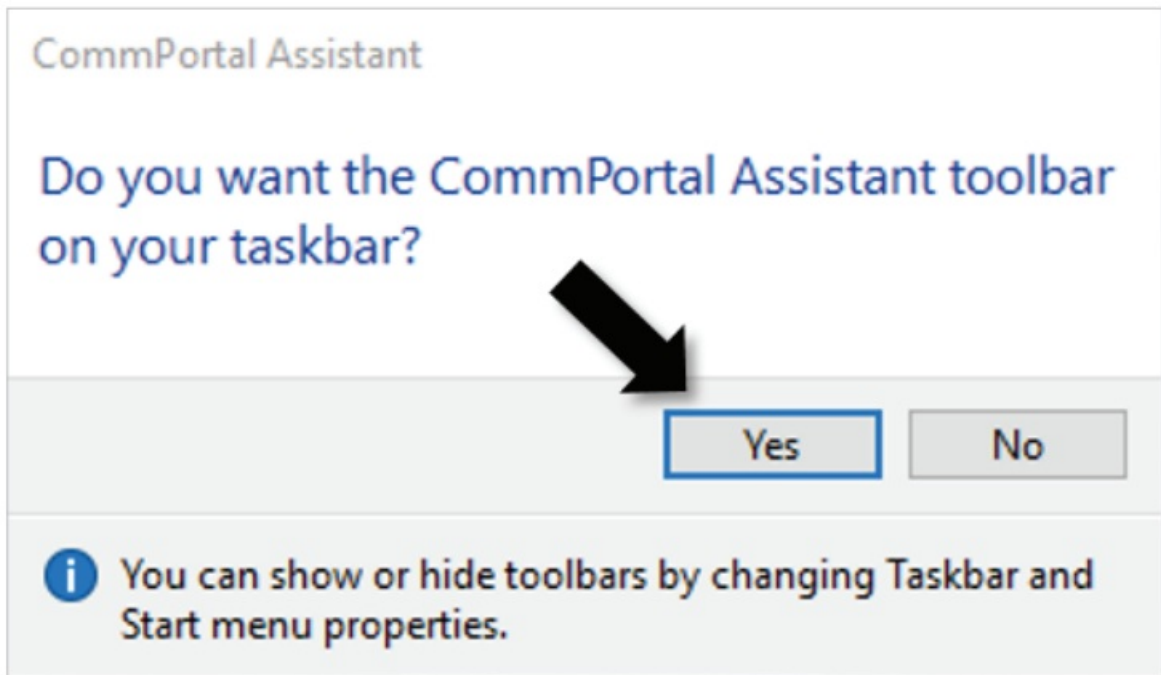 CommPortal Assistant
Do you want the CommPortal Assistant toolbar
on your taskbar?
Yes
No
You can show or hide toolbars by changing Taskbar and
Start menu properties.